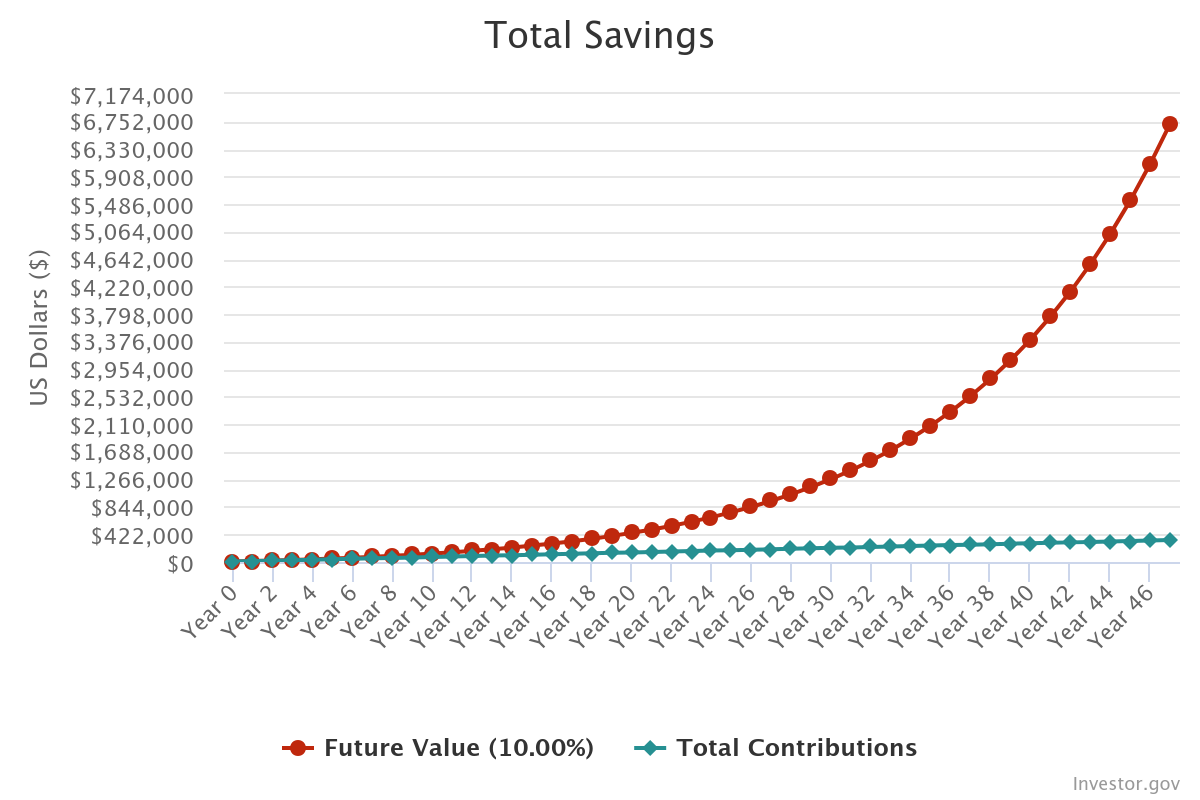 Total Savings
US Dollars ($)
$7,174,000
$6,752,000
$6,330,000
$5,908,000
$5,486,000
$5,064,000
$4,642,000
$4,220,000
$3,798,000
$3,376,000
$2,954,000
$2,532,000
$2,110,000
$1,688,000
$1,266,000
$844,000
$422,000
$0
Year 0
Year 2
Year 4
Year 6
Year 8
Year 10
Year 12
Year 14
Year 16
Year 18
Year 20
Year 22
Year 24
Year 26
Year 28
Year 30
Year 32
Year 34
Year 36
Year 38
Year 40
Year 42
Year 44
Year 46
Future Value (10.00%)
Total Contributions
Investor.gov